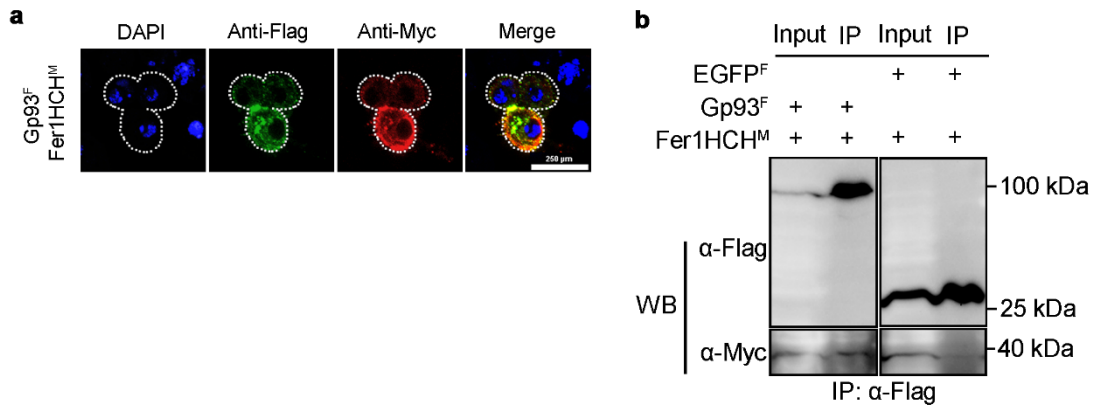 a
DAPI Anti-Flag Anti-Myc Merge
Gp93F
Fer1HCHM
250 μm
b
Input IP Input IP
EGFPF + +
Gp93F + +
Fer1HCHM + + + +
100 kDa
α-Flag
25 kDa
WB
α-Myc 40 kDa
IP: α-Flag